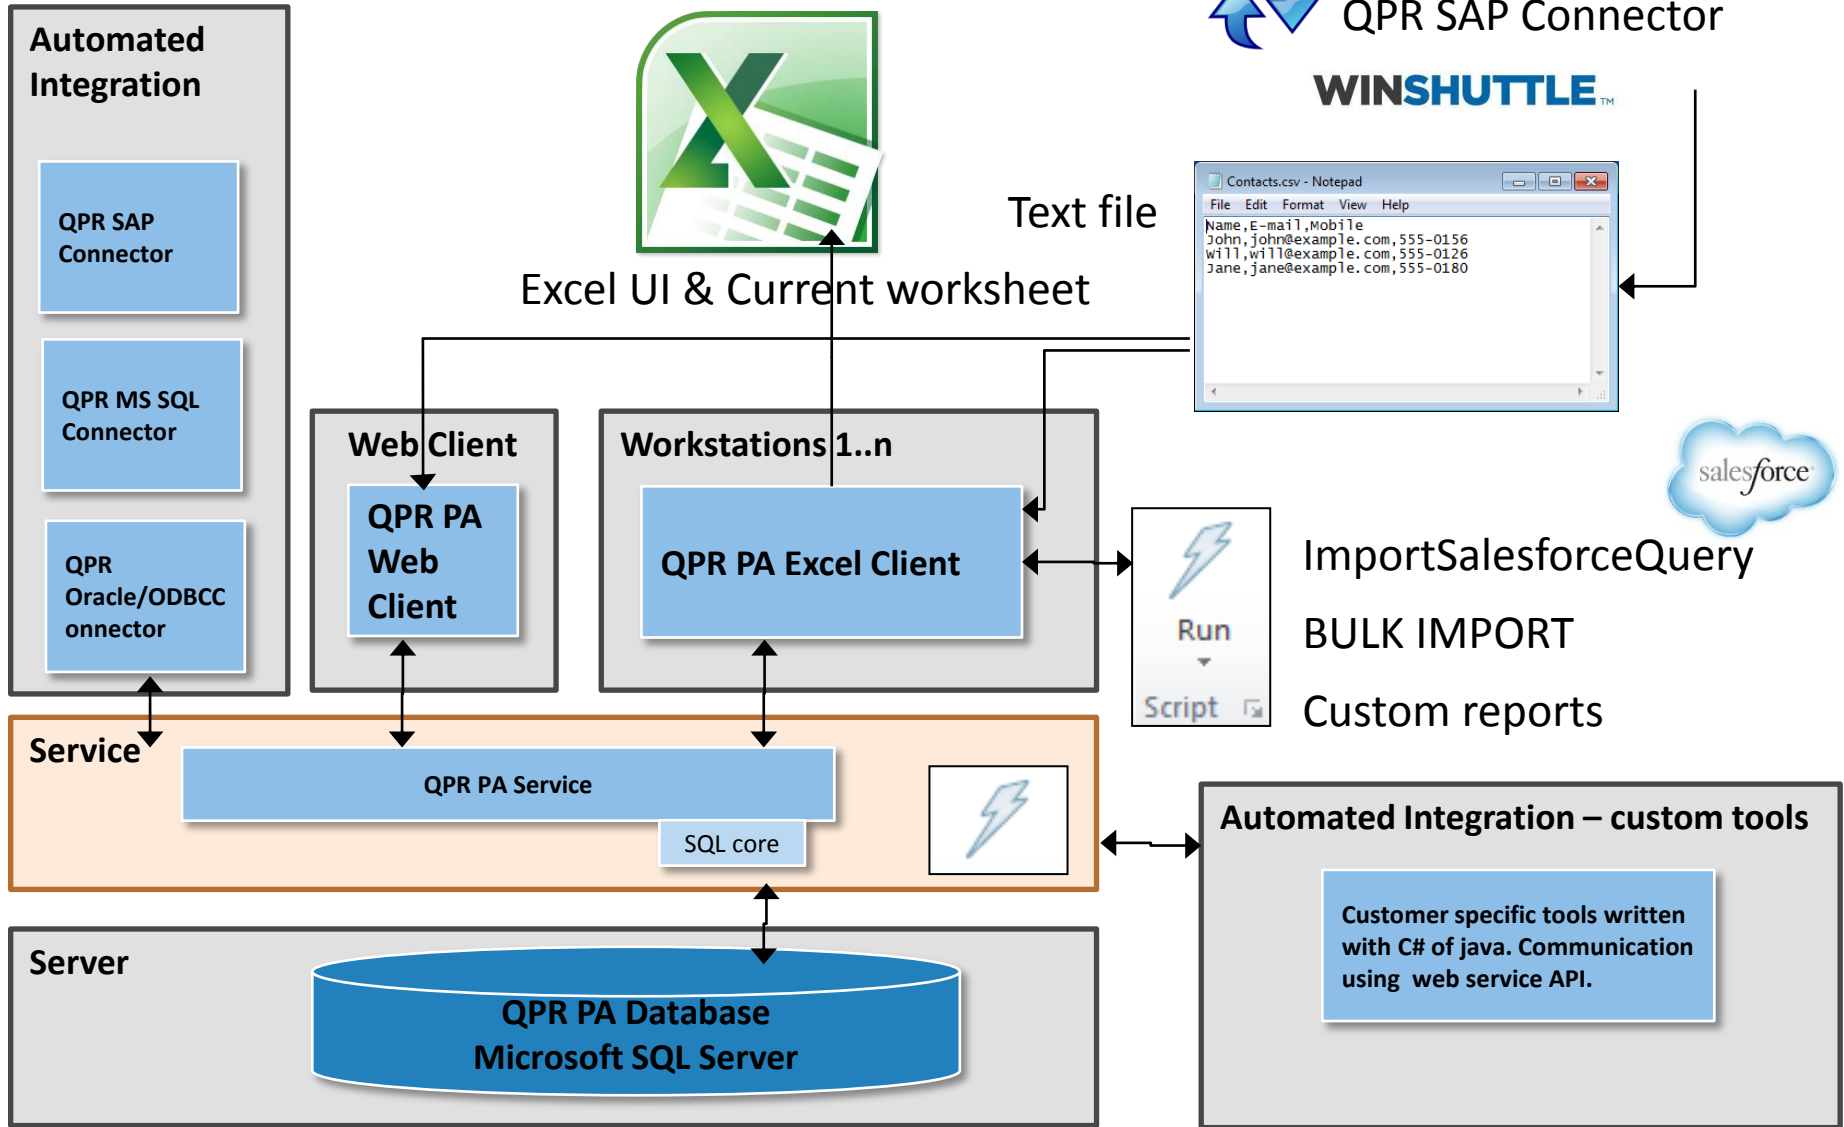 Automated
Integration
QPR SAP
Connector
QPR MS SQL
Connector
QPR
Oracle/ODBCC
onnector
QPR SAP Connector
WINSHUTTLE™
Text file
Contacts.csv - Notepad
File Edit Format View Help
Name,E-mail,Mobile
John,john@example.com,555-0156
Will,will@example.com,555-0126
Jane,jane@example.com,555-0180
Excel UI & Current worksheet
Web Client
QPR PA
Web
Client
Workstations 1..n
QPR PA Excel Client
salesforce
Run
Script
ImportSalesforceQuery
BULK IMPORT
Custom reports
Service
QPR PA Service
SQL core
Automated Integration – custom tools
Customer specific tools written
with C# of java. Communication
using web service API.
Server
QPR PA Database
Microsoft SQL Server